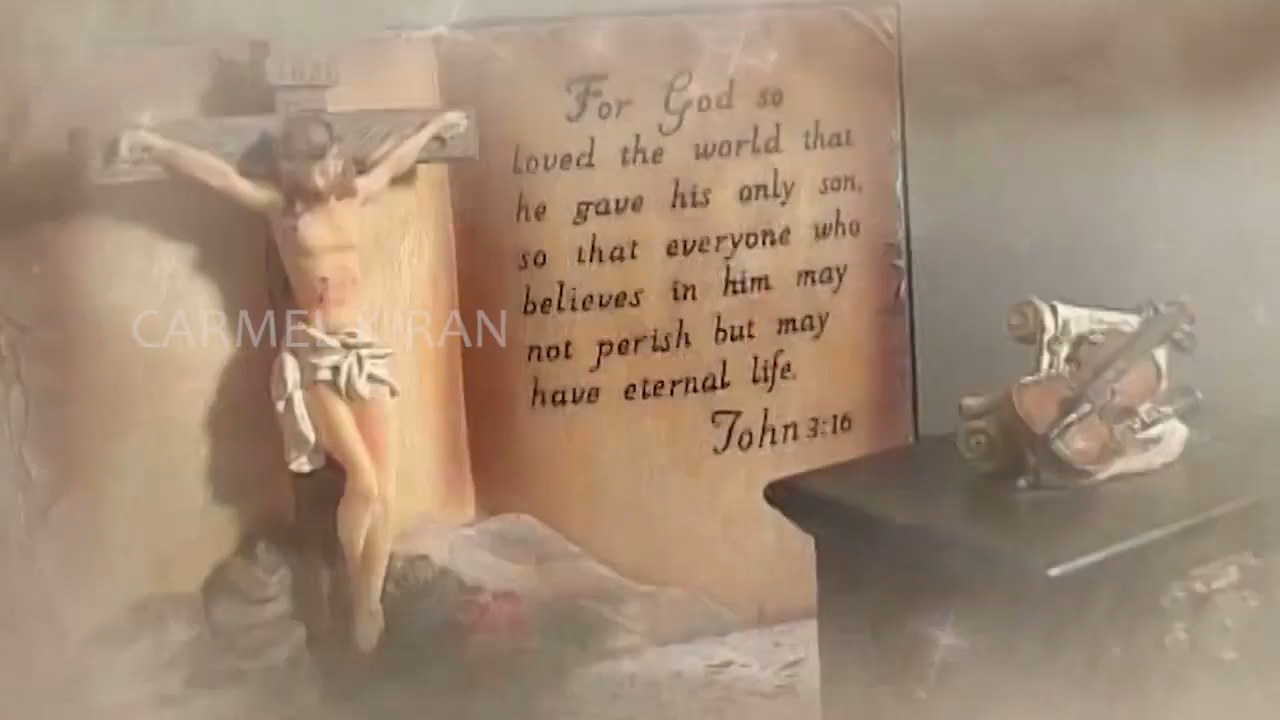 INRI
For God so
loved the world that
he gave his only son,
so that everyone who
believes in him may
not perish but may
have eternal life.
John 3:16
CARMEL KIRAN